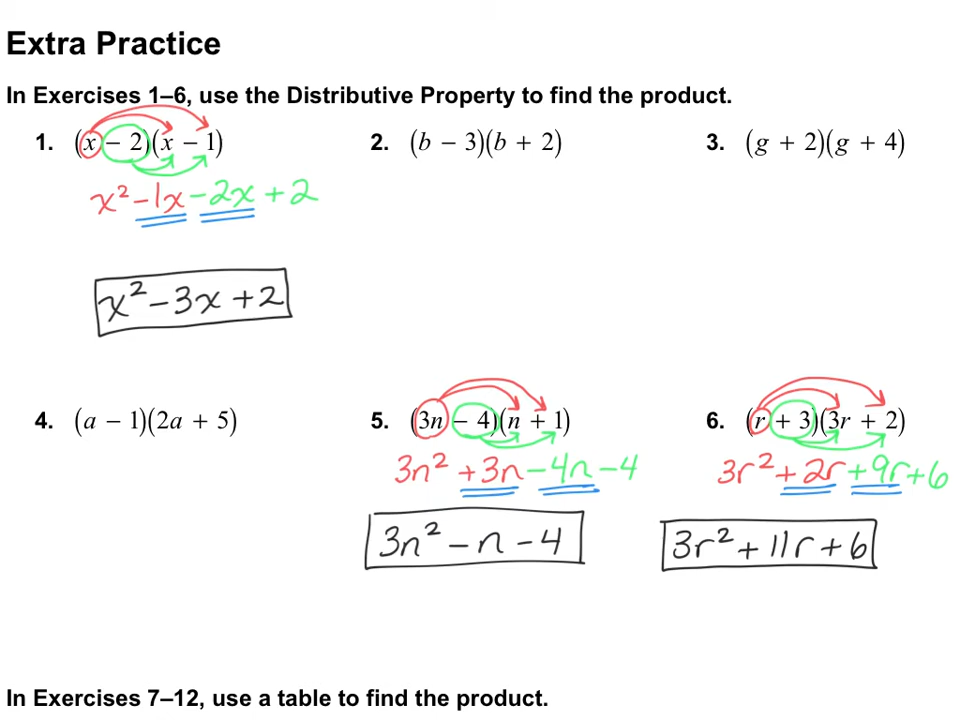 Extra Practice
In Exercises 1–6, use the Distributive Property to find the product.
1. (x − 2)(x − 1)
2. (b − 3)(b + 2)
3. (g + 2)(g + 4)
x² − 1x − 2x + 2
x² − 3x + 2
4. (a − 1)(2a + 5)
5. (3n − 4)(n + 1)
6. (r + 3)(3r + 2)
3n² + 3n − 4n − 4
3r² + 2r + 9r + 6
3n² − n − 4
3r² + 11r + 6
In Exercises 7–12, use a table to find the product.